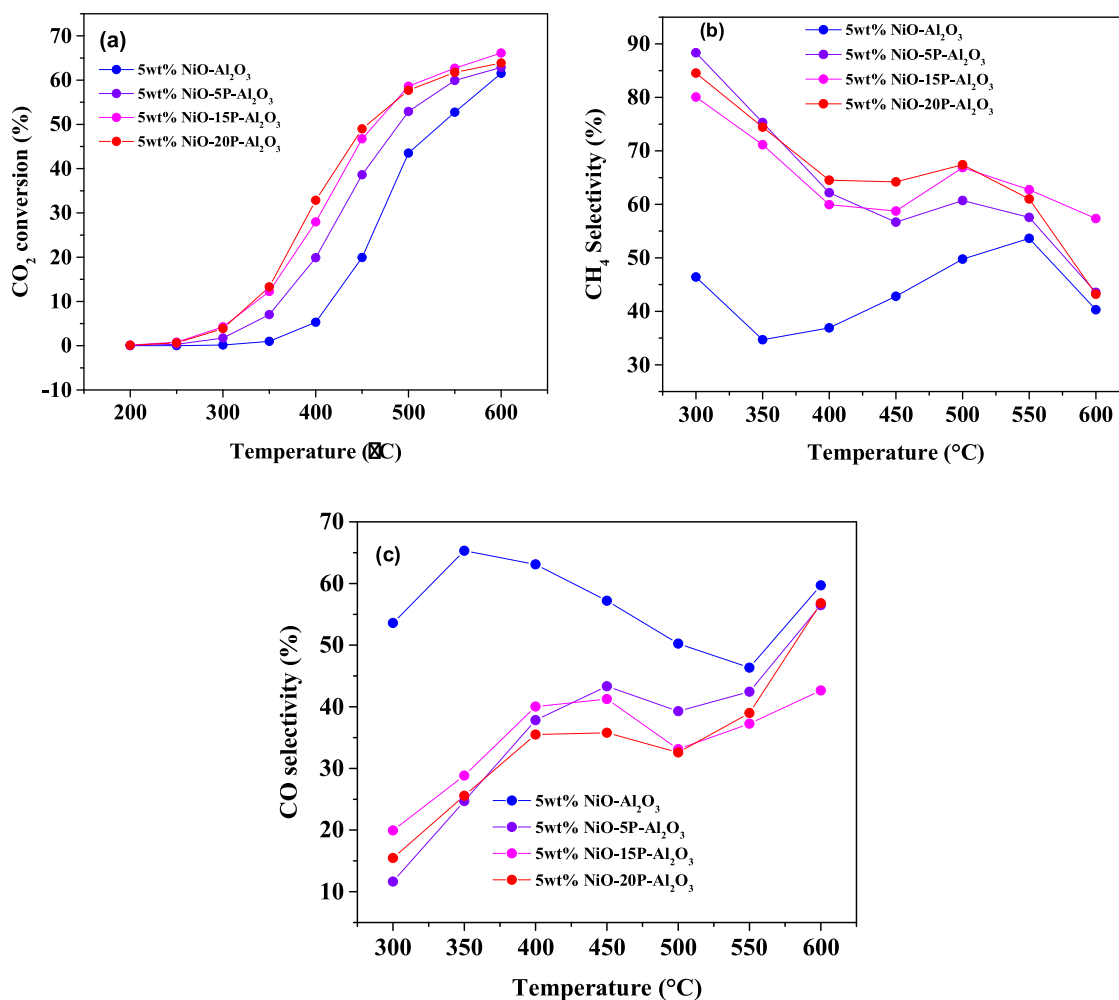 (a)
5wt% NiO-Al₂O₃
5wt% NiO-5P-Al₂O₃
5wt% NiO-15P-Al₂O₃
5wt% NiO-20P-Al₂O₃
CO₂ conversion (%)
70
60
50
40
30
20
10
0
-10
200
300
400
500
600
Temperature (�C)
(b)
5wt% NiO-Al₂O₃
5wt% NiO-5P-Al₂O₃
5wt% NiO-15P-Al₂O₃
5wt% NiO-20P-Al₂O₃
CH₄ Selectivity (%)
90
80
70
60
50
40
30
300
350
400
450
500
550
600
Temperature (°C)
(c)
CO selectivity (%)
70
60
50
40
30
20
10
5wt% NiO-Al₂O₃
5wt% NiO-5P-Al₂O₃
5wt% NiO-15P-Al₂O₃
5wt% NiO-20P-Al₂O₃
300
350
400
450
500
550
600
Temperature (°C)